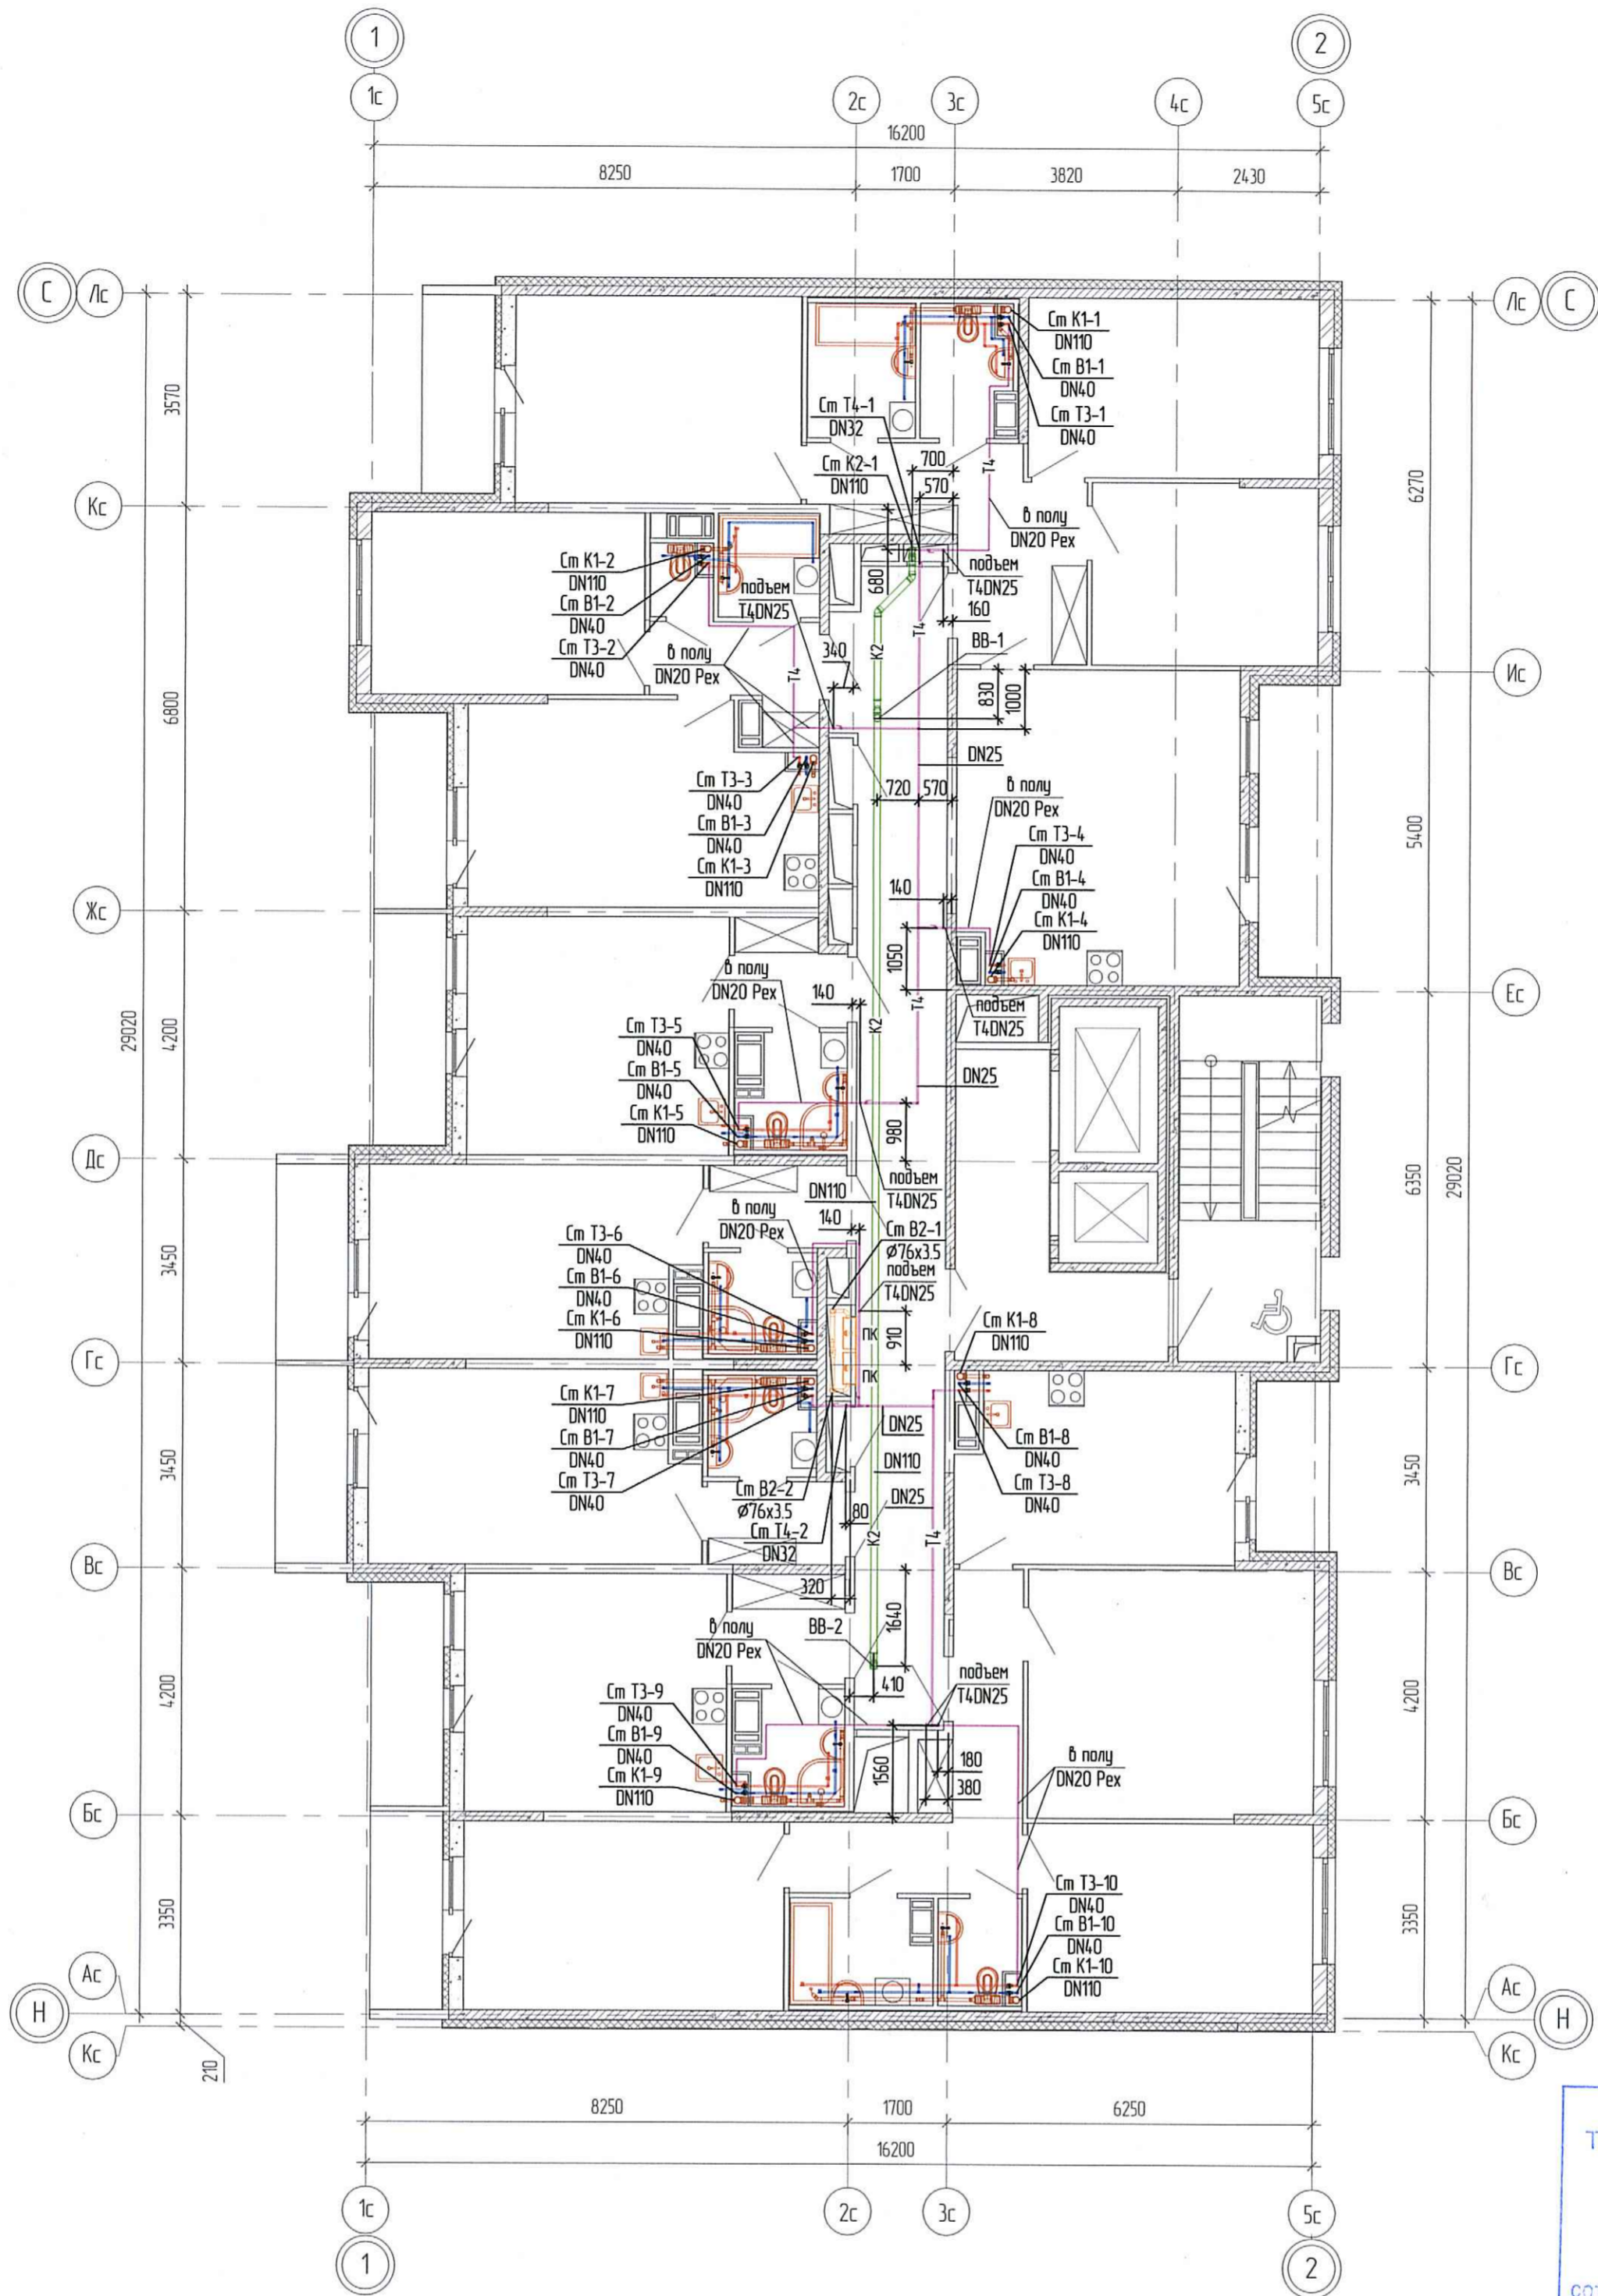 1
2
1с
2с
3с
4с
5с
16200
8250
1700
3820
2430
С
Лс
Лс
С
3570
6270
Ст К1-1
DN110
Ст В1-1
DN40
Ст Т3-1
DN40
Ст Т4-1
DN32
Ст К2-1
DN110
700
570
Т4
Кс
в полу
DN20 Pex
Ст К1-2
DN110
Ст В1-2
DN40
Ст Т3-2
DN40
подъем
Т4DN25
680
подъем
Т4DN25
160
Т4
ВВ-1
К2
в полу
DN20 Pex
Т4
340
830
1000
Ис
6800
DN25
Ст Т3-3
DN40
Ст В1-3
DN40
Ст К1-3
DN110
720
570
в полу
DN20 Pex
Ст Т3-4
DN40
Ст В1-4
DN40
Ст К1-4
DN110
5400
140
Жс
1050
в полу
DN20 Pex
140
Т4
подъем
Т4DN25
Ес
29020
4200
К2
Ст Т3-5
DN40
Ст В1-5
DN40
Ст К1-5
DN110
DN25
980
Дс
подъем
Т4DN25
DN110
140
в полу
DN20 Pex
6350
29020
Ст В2-1
Ø76х3.5
подъем
Т4DN25
3450
Ст Т3-6
DN40
Ст В1-6
DN40
Ст К1-6
DN110
ПК
910
ПК
Ст К1-8
DN110
Гс
Гс
Ст К1-7
DN110
Ст В1-7
DN40
Ст Т3-7
DN40
DN25
DN110
DN25
Ст В1-8
DN40
Ст Т3-8
DN40
3450
3450
Ст В2-2
Ø76х3.5
80
Ст Т4-2
DN32
К2
Т4
Вс
Вс
320
1640
в полу
DN20 Pex
ВВ-2
410
подъем
Т4DN25
4200
4200
Ст Т3-9
DN40
Ст В1-9
DN40
Ст К1-9
DN110
1560
180
380
в полу
DN20 Pex
Бс
Бс
3350
3350
Ст Т3-10
DN40
Ст В1-10
DN40
Ст К1-10
DN110
Ас
Ас
Н
Н
Кс
Кс
210
8250
1700
6250
16200
1с
2с
3с
5с
1
2